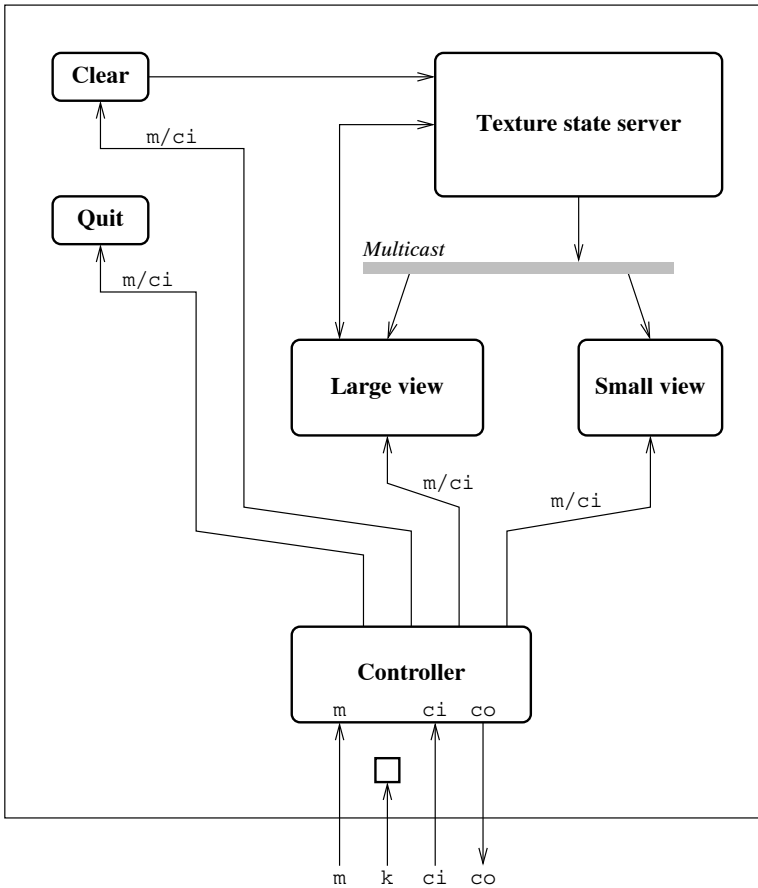 Clear
Texture state server
m/ci
Quit
Multicast
m/ci
Large view
Small view
m/ci
m/ci
Controller
m ci co
m k ci co